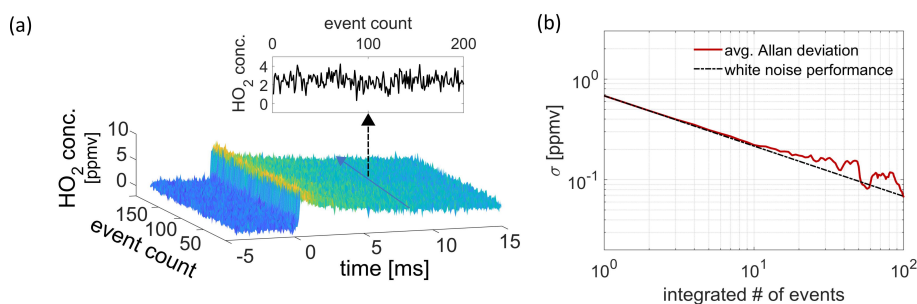 (a)
event count
0 100 200
HO2 conc.
4
2
0
HO2 conc.
[ppmv]
10
5
0
150
100
50
event count
-5 0 5 10 15
time [ms]
(b)
avg. Allan deviation
white noise performance
σ [ppmv]
10^0
10^-1
10^0 10^1 10^2
integrated # of events